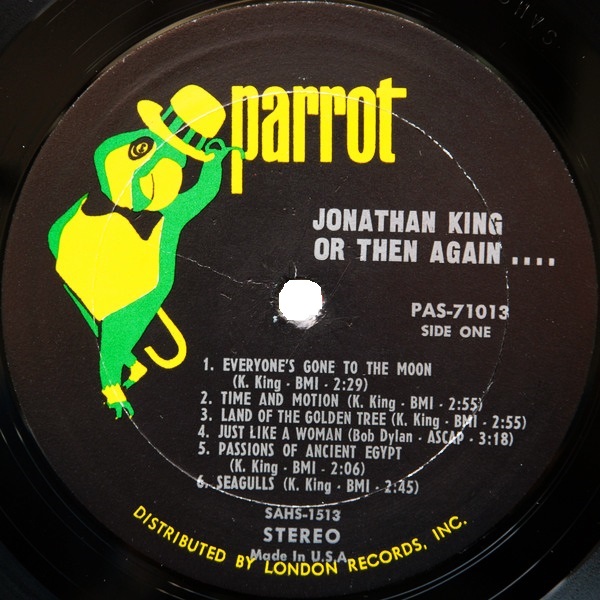 parrot
JONATHAN KING
OR THEN AGAIN ....
PAS-71013
SIDE ONE
1. EVERYONE'S GONE TO THE MOON
(K. King - BMI - 2:29)
2. TIME AND MOTION (K. King - BMI - 2:55)
3. LAND OF THE GOLDEN TREE (K. King - BMI - 2:55)
4. JUST LIKE A WOMAN (Bob Dylan - ASCAP - 3:18)
5. PASSIONS OF ANCIENT EGYPT
(K. King - BMI - 2:06)
6. SEAGULLS (K. King - BMI - 2:45)
SAHS-1513
STEREO
Made In U.S.A.
DISTRIBUTED BY LONDON RECORDS, INC.